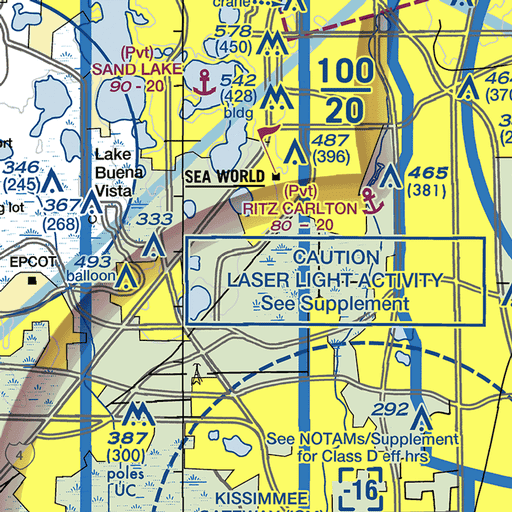 crane
578
(450)
(Pvt)
SAND LAKE
90 - 20
542
(428)
bldg
100
20
464
(370
487
(396)
SEA WORLD
465
(381)
346
(245)
Lake
Buena
Vista
367
(268)
(Pvt)
RITZ CARLTON
80 - 20
333
EPCOT
493
balloon
CAUTION
LASER LIGHT ACTIVITY
See Supplement
387
(300)
poles
UC
292
See NOTAMs/Supplement
for Class D eff hrs
4
-16
KISSIMMEE